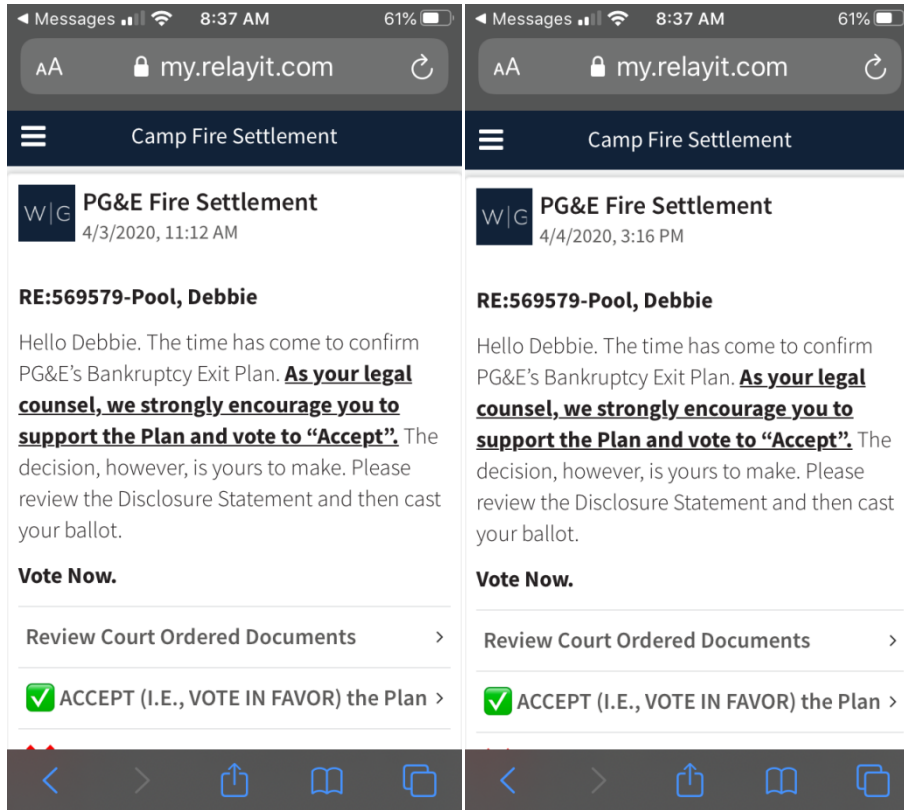 ◀ Messages 8:37 AM 61%
AA my.relayit.com
Camp Fire Settlement
W|G PG&E Fire Settlement
4/3/2020, 11:12 AM
RE:569579-Pool, Debbie
Hello Debbie. The time has come to confirm
PG&E’s Bankruptcy Exit Plan. As your legal
counsel, we strongly encourage you to
support the Plan and vote to “Accept”. The
decision, however, is yours to make. Please
review the Disclosure Statement and then cast
your ballot.
Vote Now.
Review Court Ordered Documents >
✅ ACCEPT (I.E., VOTE IN FAVOR) the Plan >
◀ Messages 8:37 AM 61%
AA my.relayit.com
Camp Fire Settlement
W|G PG&E Fire Settlement
4/4/2020, 3:16 PM
RE:569579-Pool, Debbie
Hello Debbie. The time has come to confirm
PG&E’s Bankruptcy Exit Plan. As your legal
counsel, we strongly encourage you to
support the Plan and vote to “Accept”. The
decision, however, is yours to make. Please
review the Disclosure Statement and then cast
your ballot.
Vote Now.
Review Court Ordered Documents >
✅ ACCEPT (I.E., VOTE IN FAVOR) the Plan >